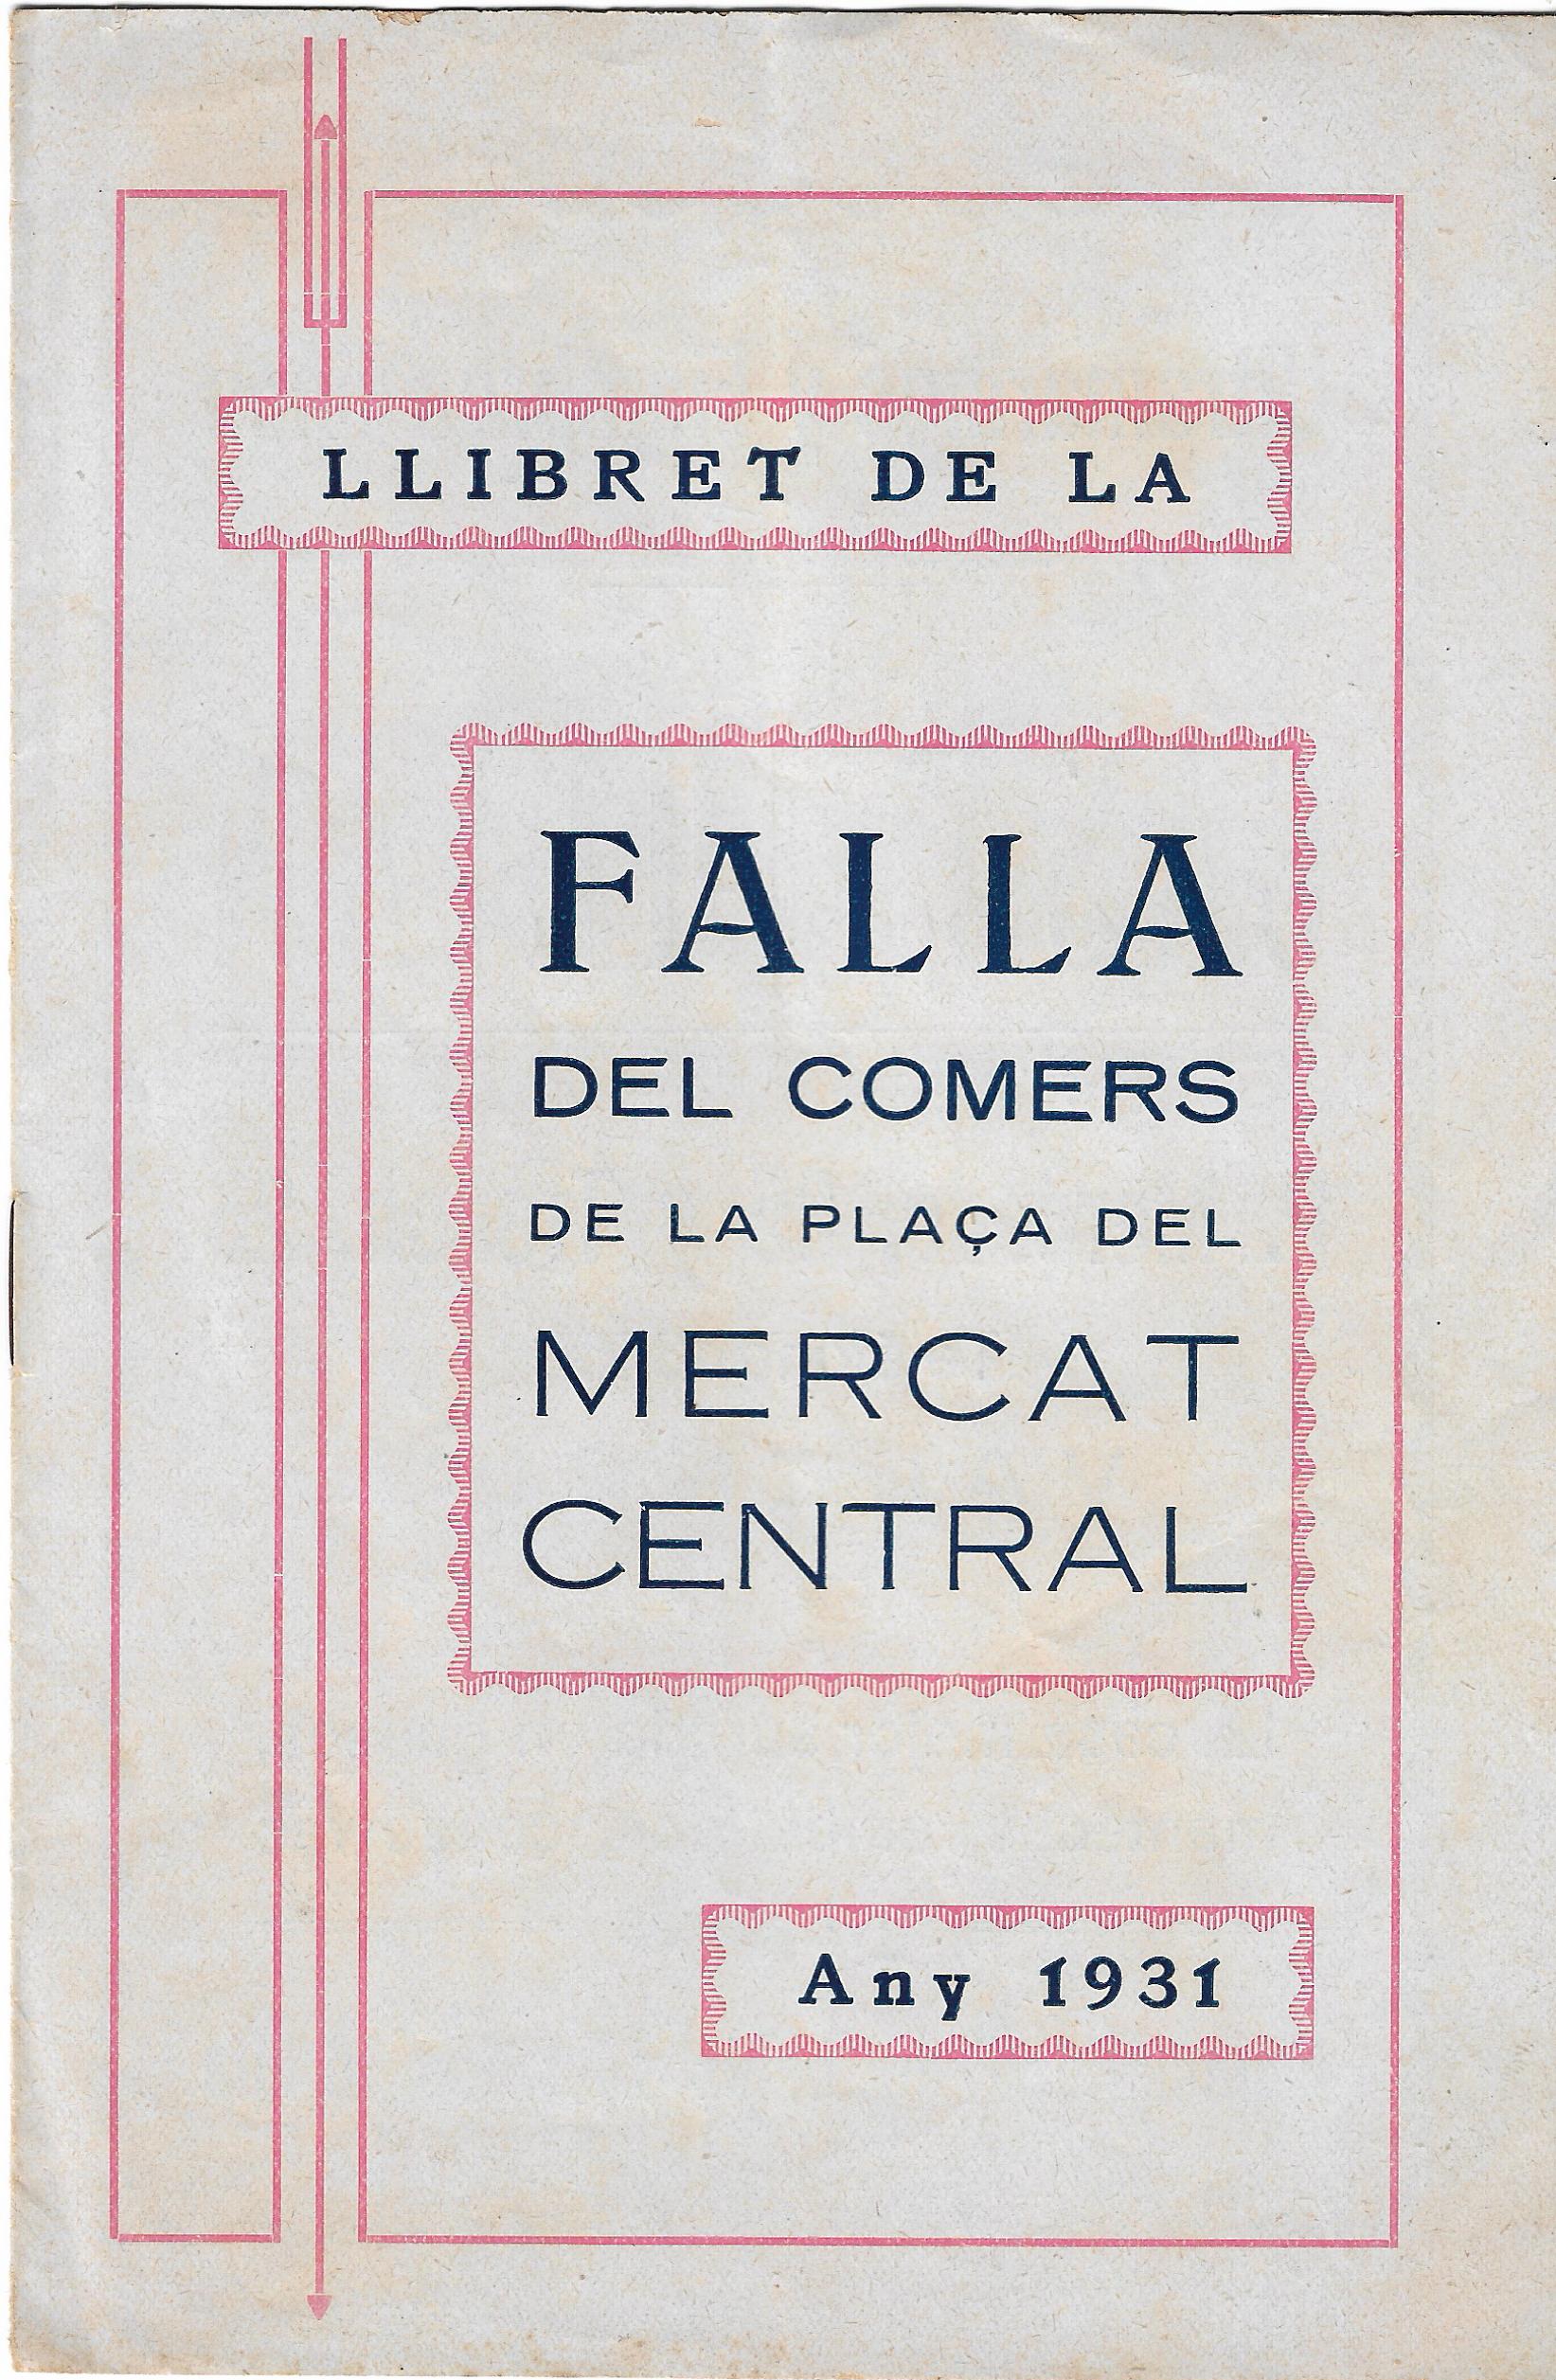 LLIBRET DE LA
FALLA
DEL COMERS
DE LA PLAÇA DEL
MERCAT
CENTRAL
Any 1931